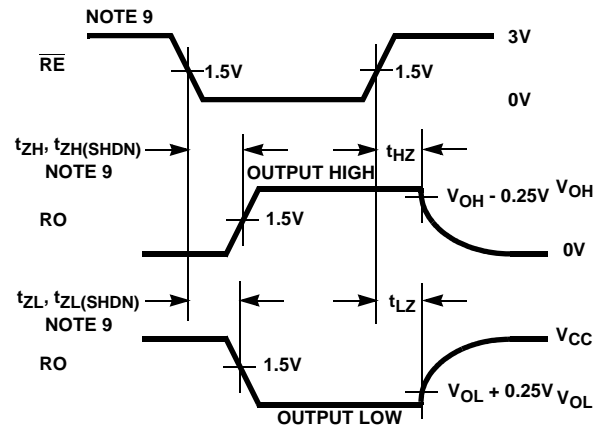 NOTE 9
RE
3V
1.5V
1.5V
0V
tZH, tZH(SHDN)
NOTE 9
OUTPUT HIGH
tHZ
VOH - 0.25V
VOH
RO
1.5V
0V
tZL, tZL(SHDN)
NOTE 9
tLZ
VCC
RO
1.5V
VOL + 0.25V
VOL
OUTPUT LOW